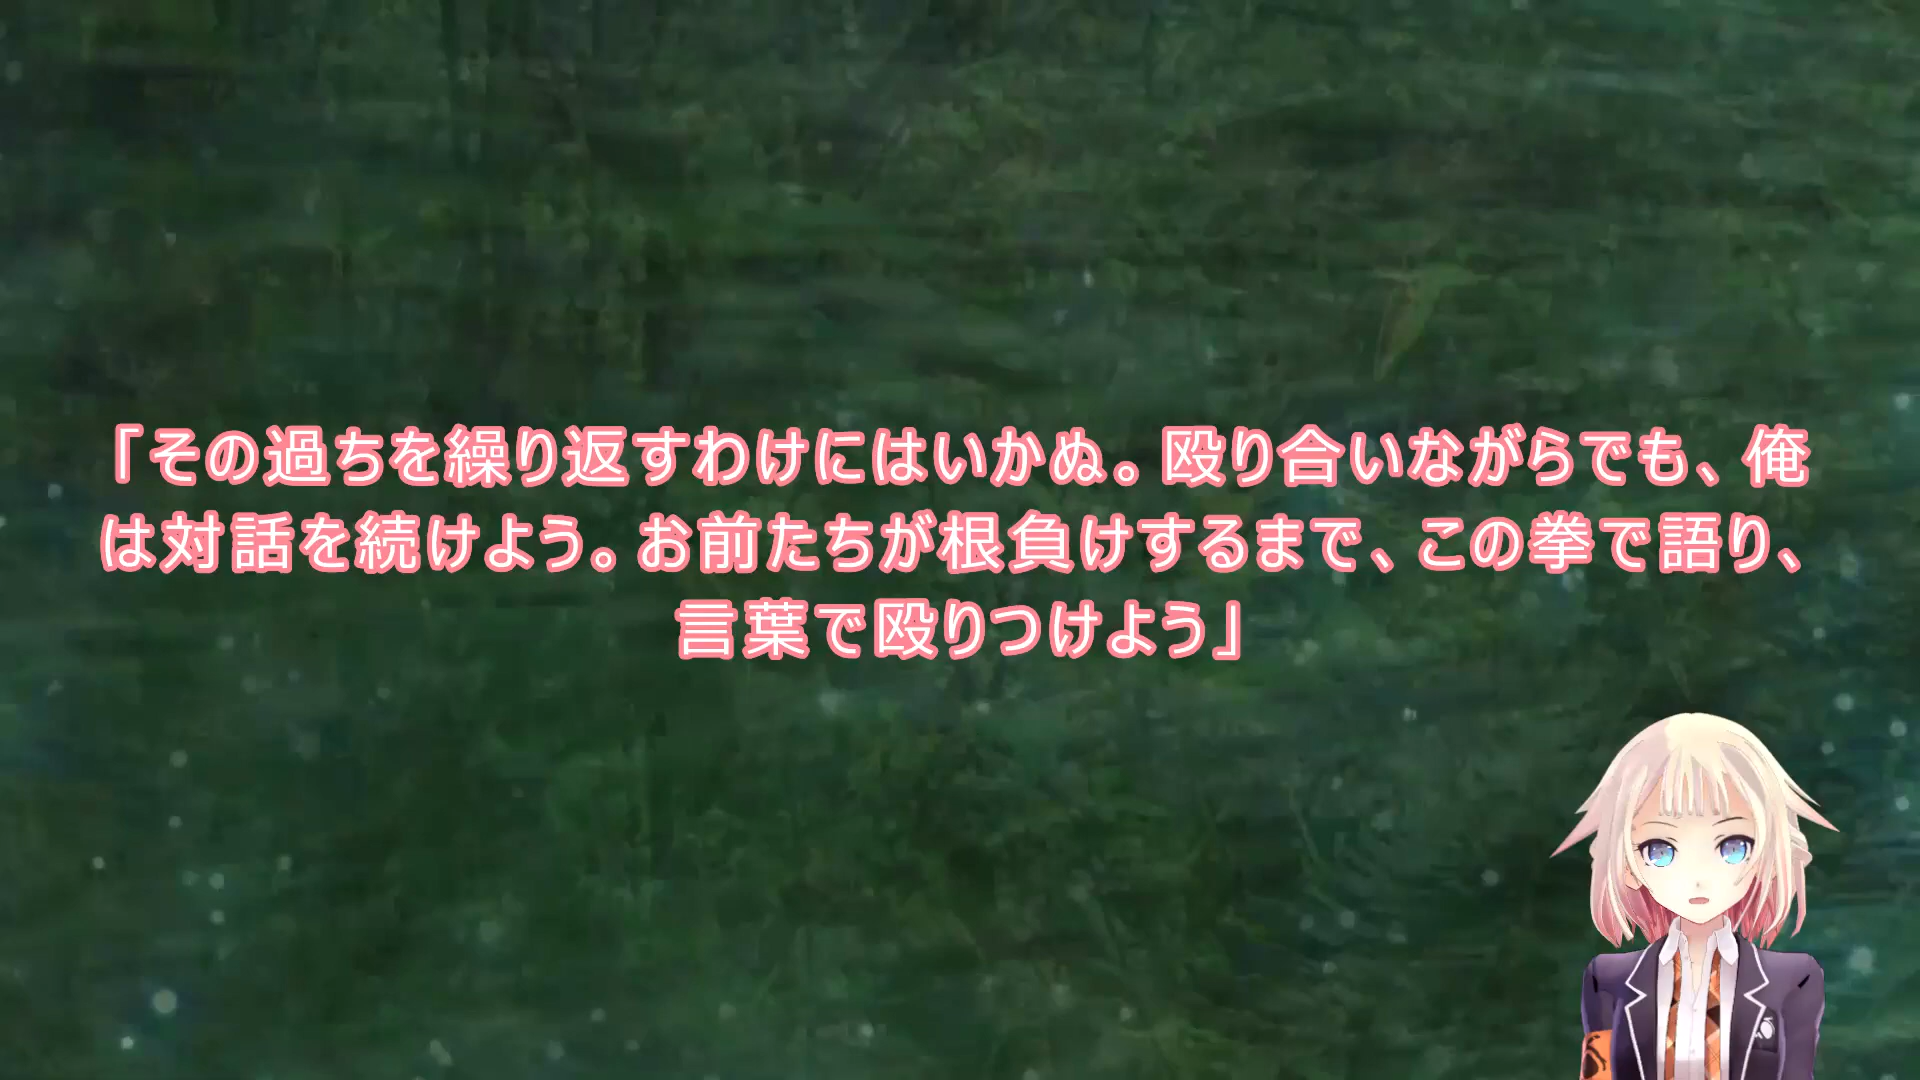 「その過ちを繰り返すわけにはいかぬ。殴り合いながらでも、俺
は対話を続けよう。お前たちが根負けするまで、この拳で語り、
言葉で殴りつけよう」